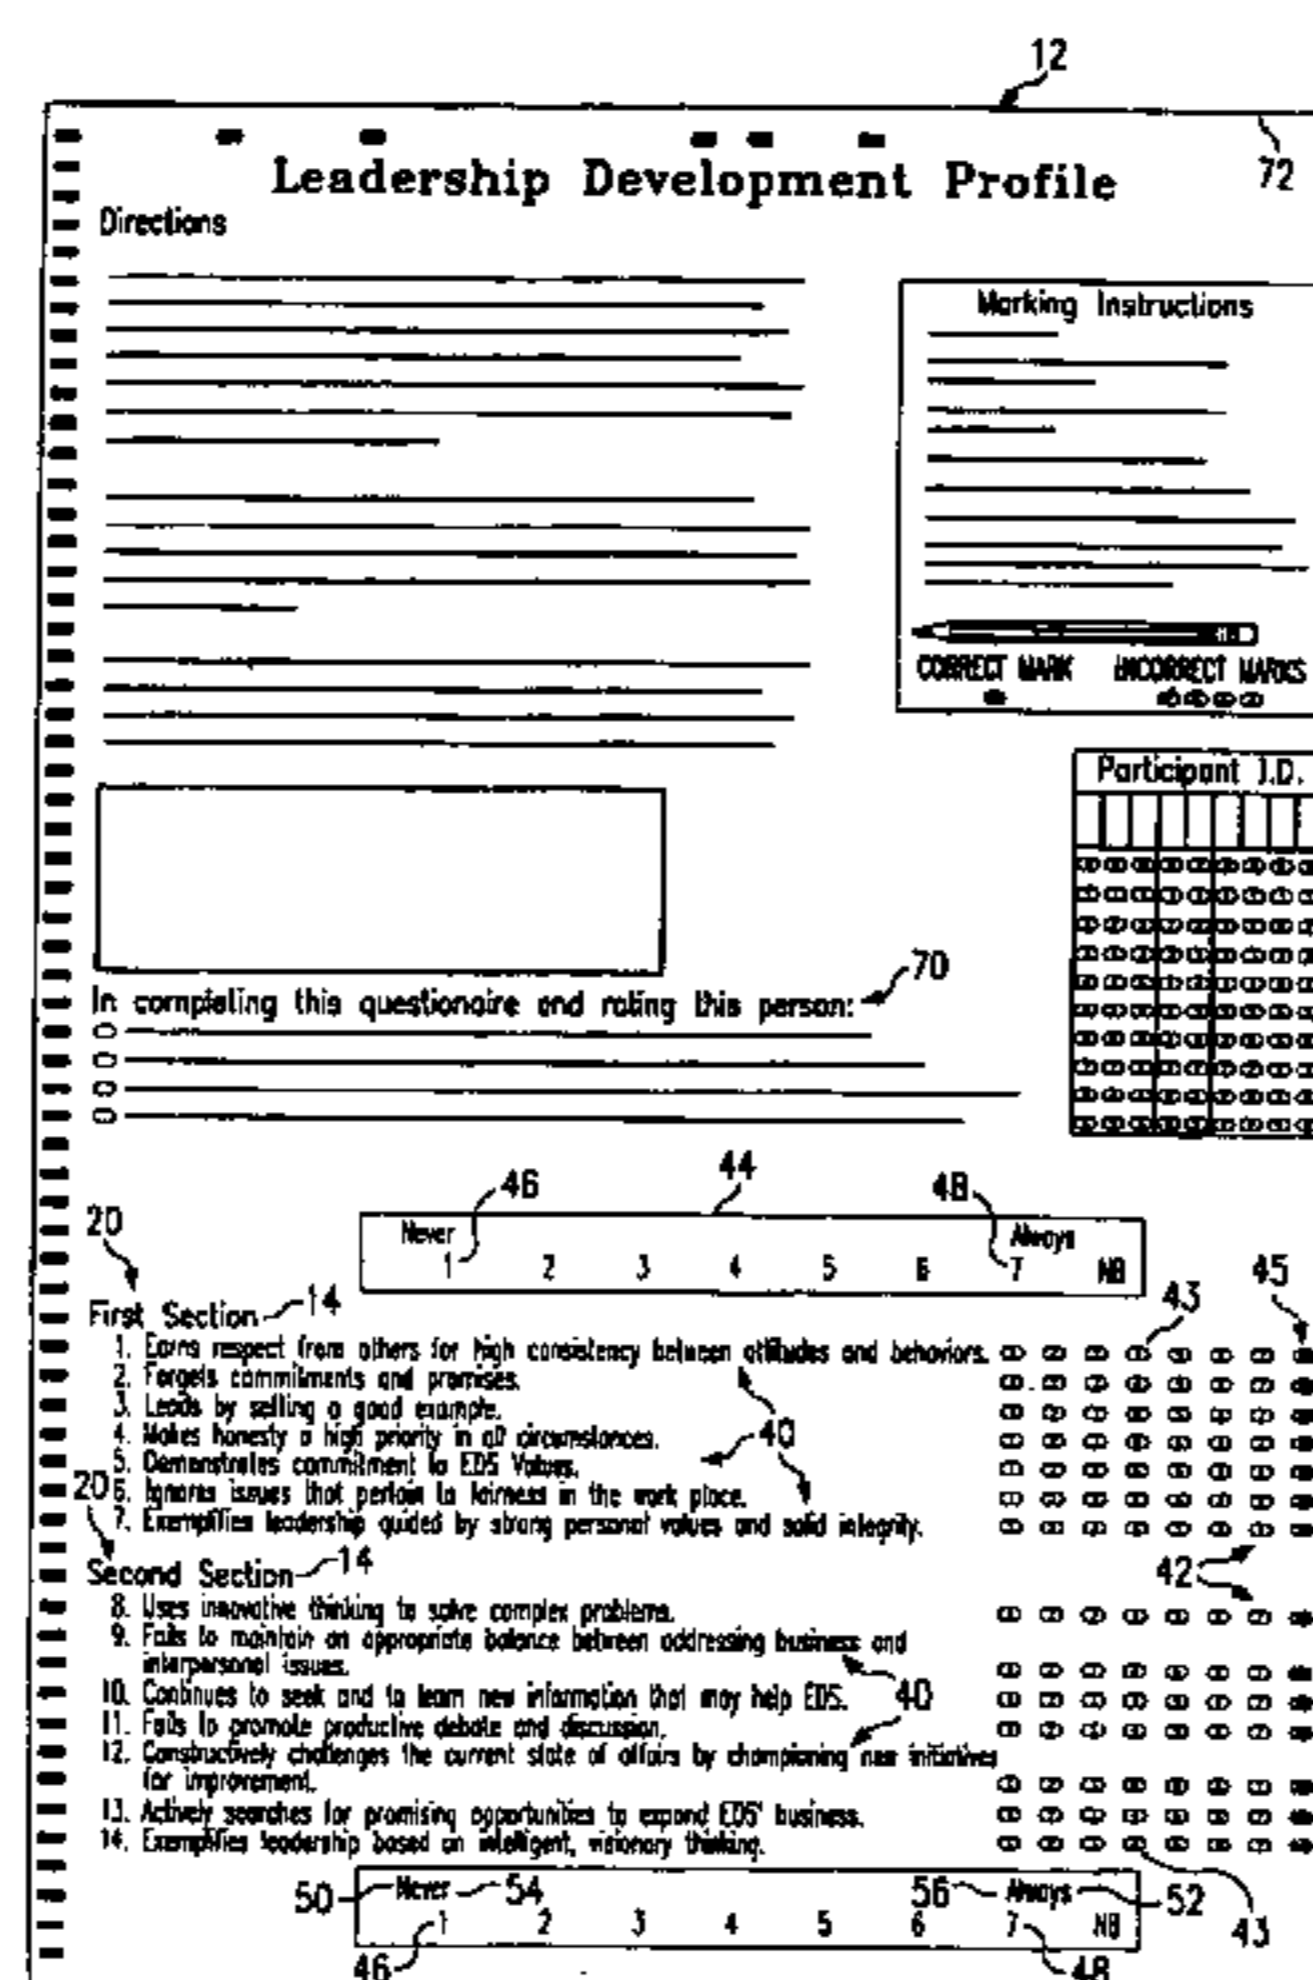 12
72
Leadership Development Profile
Directions
Marking Instructions
CORRECT MARK INCORRECT MARKS
Participant I.D.
70
In completing this questionaire and rating this person:
46 44 48
20
Never Always
1 2 3 4 5 6 7 NB
45
43
First Section 14
1. Earns respect from others for high consistency between attitudes and behaviors.
2. Forgets commitments and promises.
3. Leads by setting a good example.
4. Makes honesty a high priority in all circumstances.
40
5. Demonstrates commitment to EDS Values.
20
6. Ignores issues that pertain to fairness in the work place.
7. Exemplifies leadership guided by strong personal values and solid integrity.
42
Second Section 14
8. Uses innovative thinking to solve complex problems.
9. Fails to maintain an appropriate balance between addressing business and
interpersonal issues.
10. Continues to seek and to learn new information that may help EDS.
40
11. Fails to promote productive debate and discussion.
12. Constructively challenges the current state of affairs by championing new initiatives
for improvement.
13. Actively searches for promising opportunities to expand EDS' business.
14. Exemplifies leadership based on intelligent, visionary thinking.
50 Never 54 56 Always 52
1 2 3 4 5 6 7 NB
43
46 48